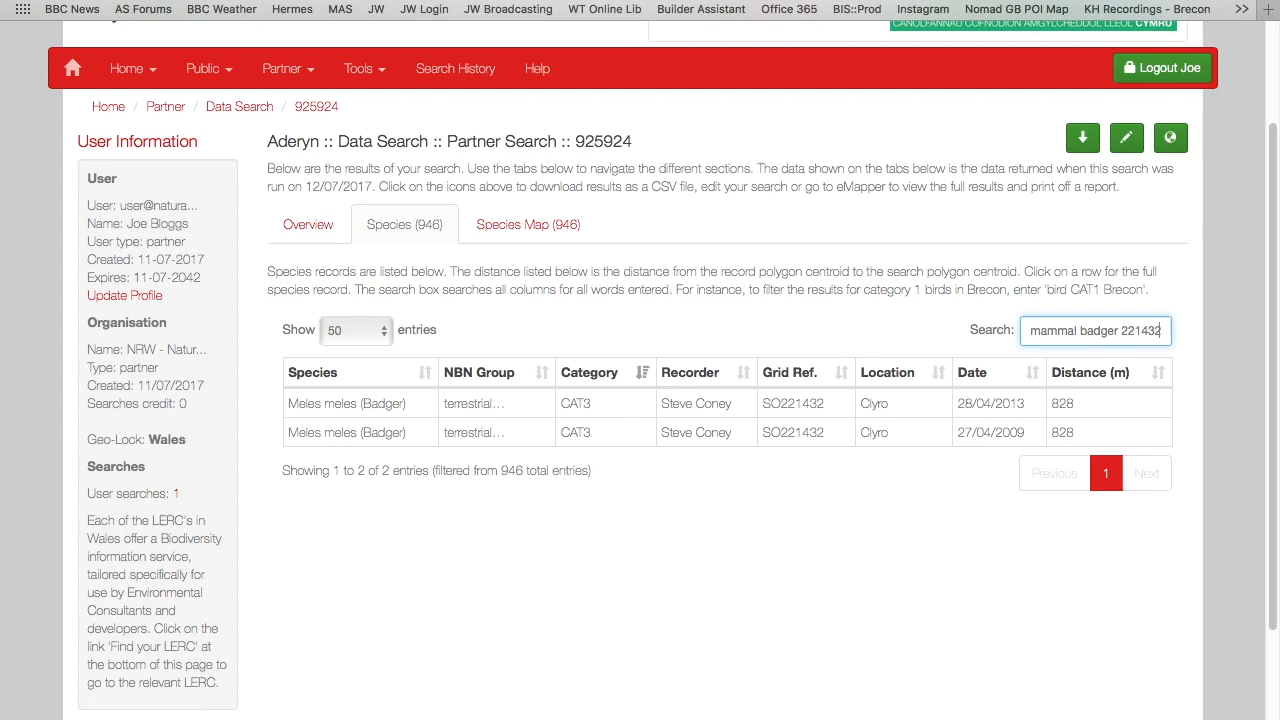 BBC News AS Forums BBC Weather Hermes MAS JW JW Login JW Broadcasting WT Online Lib Builder Assistant Office 365 BIS::Prod Instagram Nomad GB POI Map KH Recordings - Brecon
CANOLFANNAU COFNODION AMGYLCHEDDOL LLEOL CYMRU
Home Public Partner Tools Search History Help Logout Joe
Home / Partner / Data Search / 925924
User Information
User
User: user@natura...
Name: Joe Bloggs
User type: partner
Created: 11-07-2017
Expires: 11-07-2042
Update Profile
Organisation
Name: NRW - Natur...
Type: partner
Created: 11/07/2017
Searches credit: 0
Geo-Lock: Wales
Searches
User searches: 1
Each of the LERC's in
Wales offer a Biodiversity
information service,
tailored specifically for
use by Environmental
Consultants and
developers. Click on the
link 'Find your LERC' at
the bottom of this page to
go to the relevant LERC.
Aderyn :: Data Search :: Partner Search :: 925924
Below are the results of your search. Use the tabs below to navigate the different sections. The data shown on the tabs below is the data returned when this search was
run on 12/07/2017. Click on the icons above to download results as a CSV file, edit your search or go to eMapper to view the full results and print off a report.
Overview Species (946) Species Map (946)
Species records are listed below. The distance listed below is the distance from the record polygon centroid to the search polygon centroid. Click on a row for the full
species record. The search box searches all columns for all words entered. For instance, to filter the results for category 1 birds in Brecon, enter 'bird CAT1 Brecon'.
Show 50 entries Search: mammal badger 221432
Species NBN Group Category Recorder Grid Ref. Location Date Distance (m)
Meles meles (Badger) terrestrial... CAT3 Steve Coney SO221432 Clyro 28/04/2013 828
Meles meles (Badger) terrestrial... CAT3 Steve Coney SO221432 Clyro 27/04/2009 828
Showing 1 to 2 of 2 entries (filtered from 946 total entries) Previous 1 Next